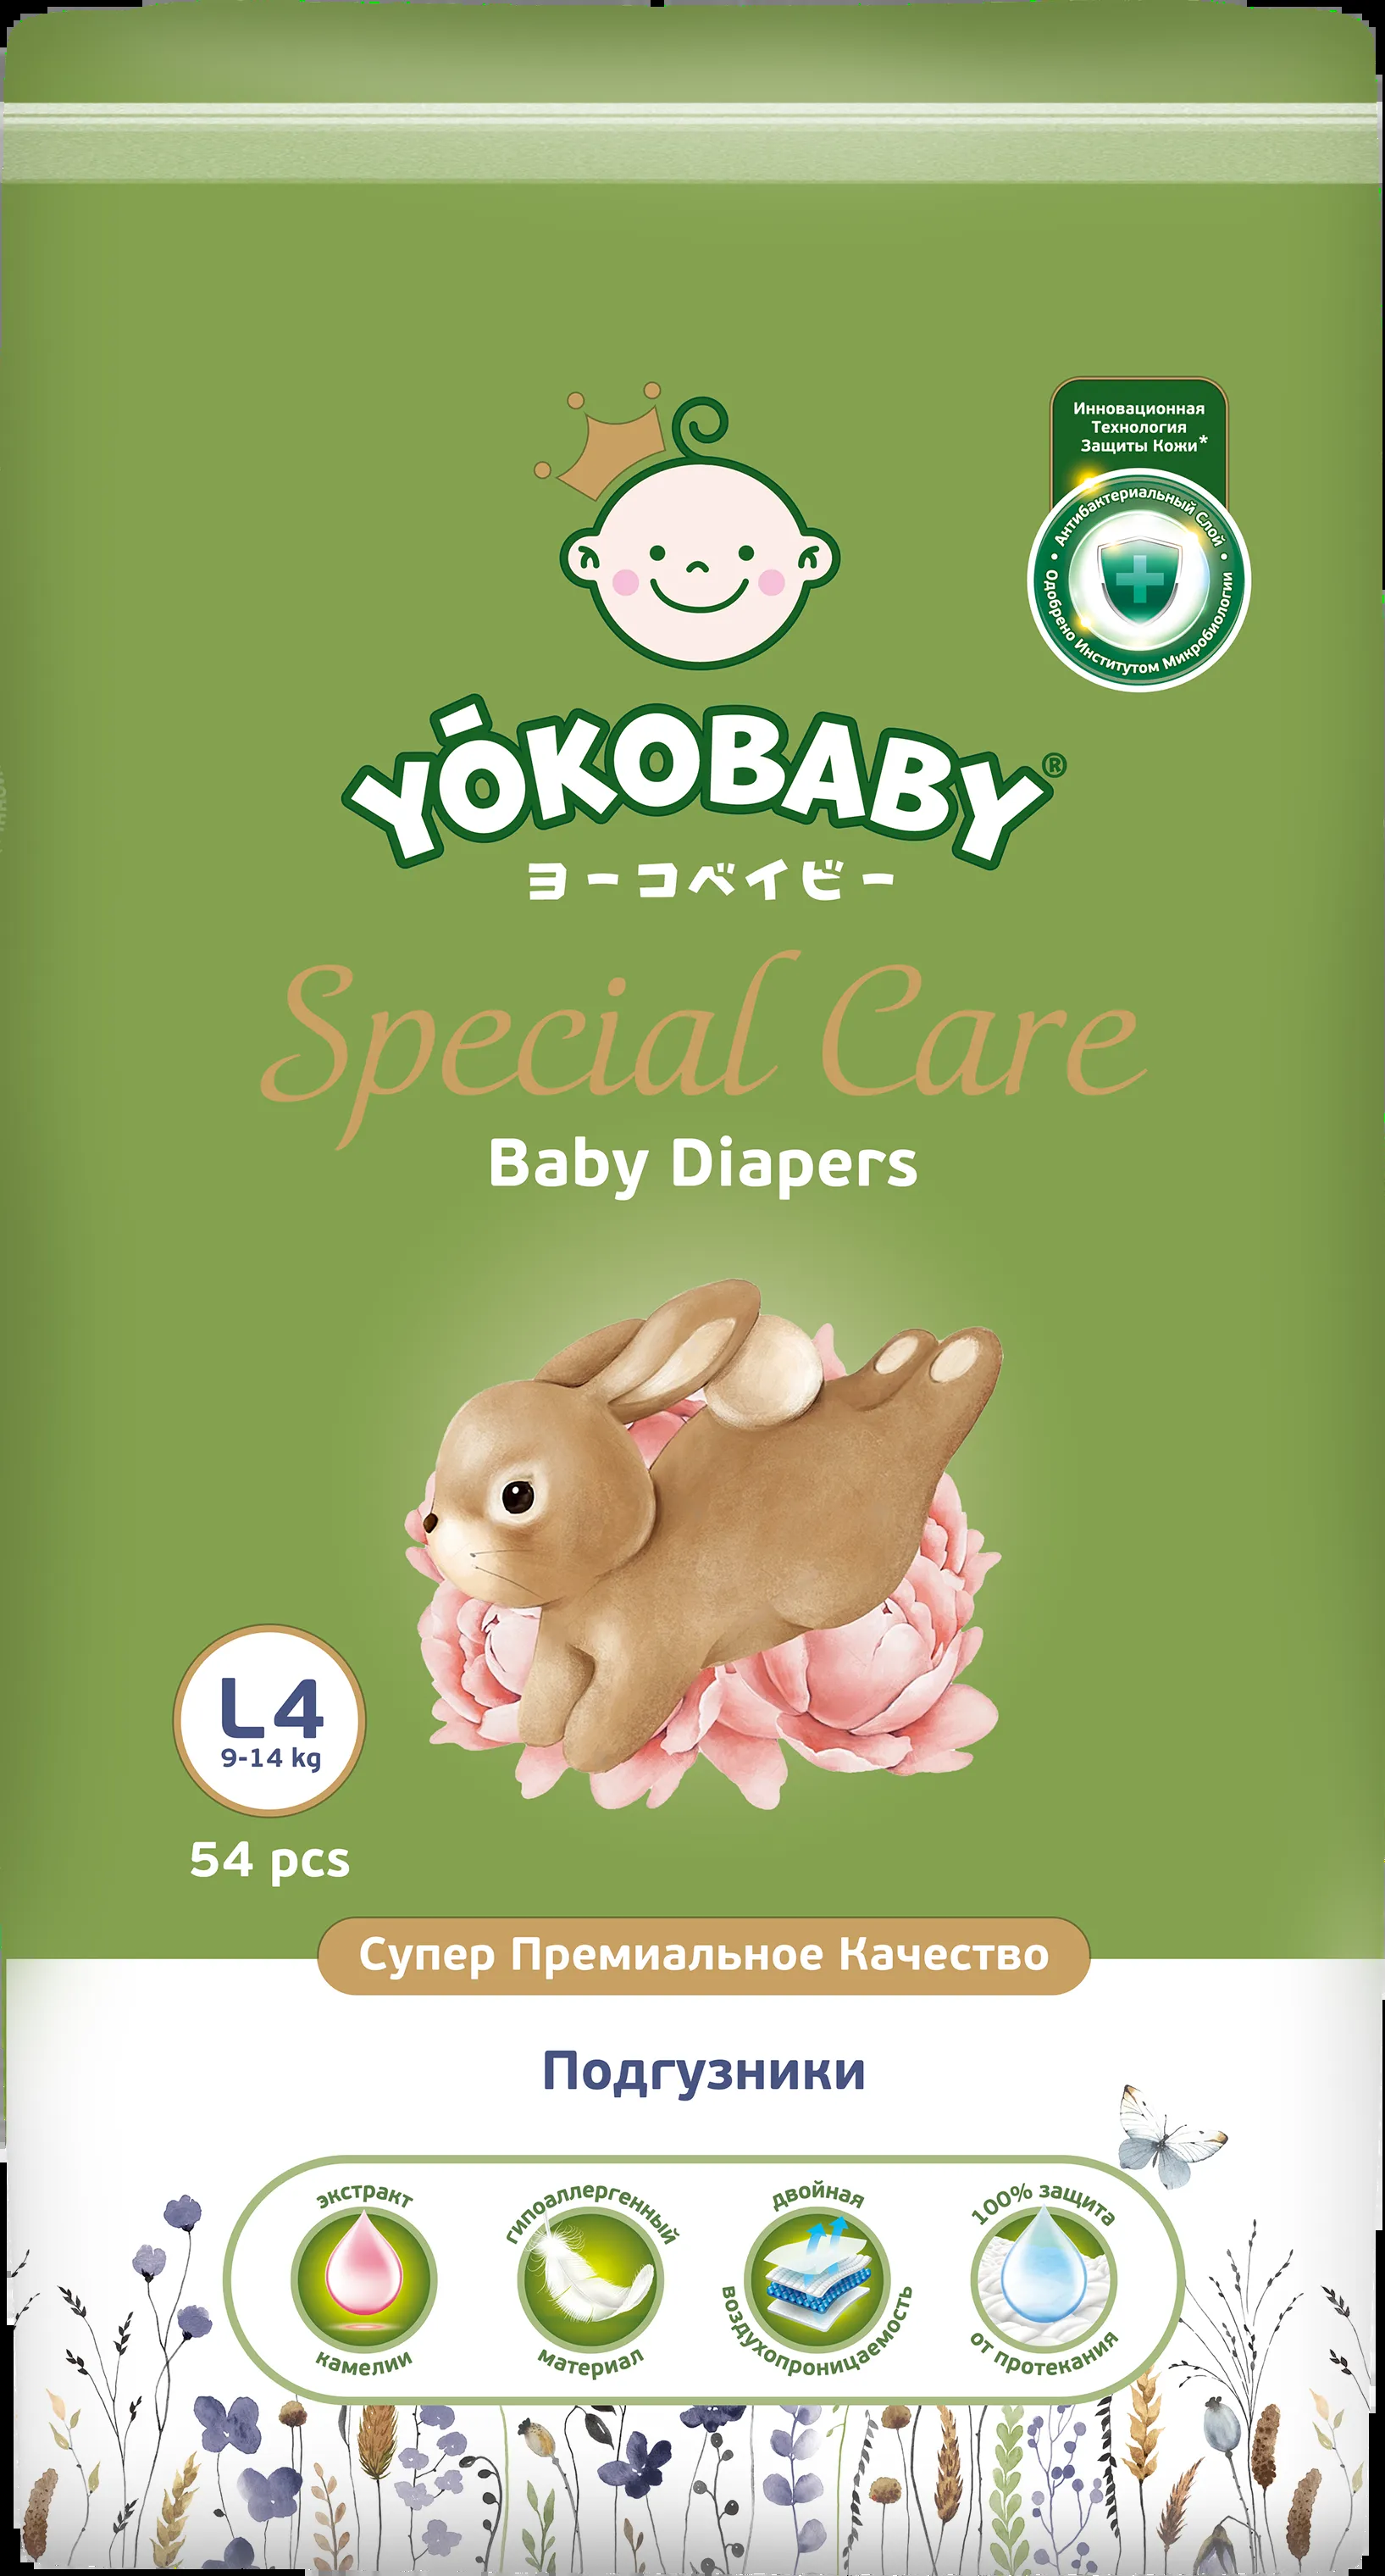 Инновационная
Технология
Защиты Кожи*
Антибактериальный Слой
Одобрено Институтом Микробиологии
YŌKOBABY®
ヨーコベイビー
Special Care
Baby Diapers
L4
9-14 kg
54 pcs
Супер Премиальное Качество
Подгузники
экстракт
камелии
гипоаллергенный
материал
двойная
воздухопроницаемость
100% защита
от протекания